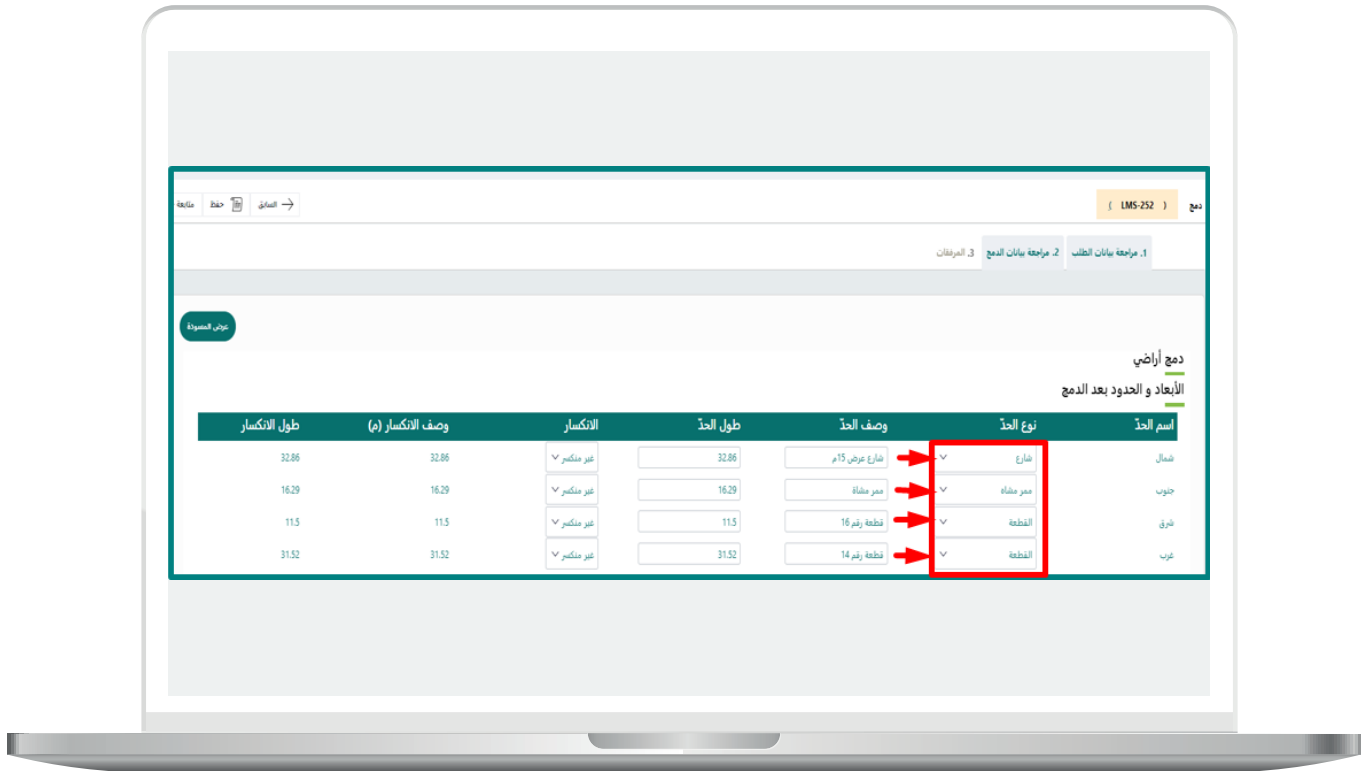 دمج ( LMS-252 ) السابق حفظ متابعة
1. مراجعة بيانات الطلب 2. مراجعة بيانات الدمج 3. المرفقات
عرض المسودة
دمج أراضي
الأبعاد و الحدود بعد الدمج
اسم الحدّ نوع الحدّ وصف الحدّ طول الحدّ الانكسار وصف الانكسار (م) طول الانكسار
شمال شارع شارع عرض 15م 32.86 غير منكسر 32.86 32.86
جنوب ممر مشاه ممر مشاة 16.29 غير منكسر 16.29 16.29
شرق القطعة قطعة رقم 16 11.5 غير منكسر 11.5 11.5
غرب القطعة قطعة رقم 14 31.52 غير منكسر 31.52 31.52